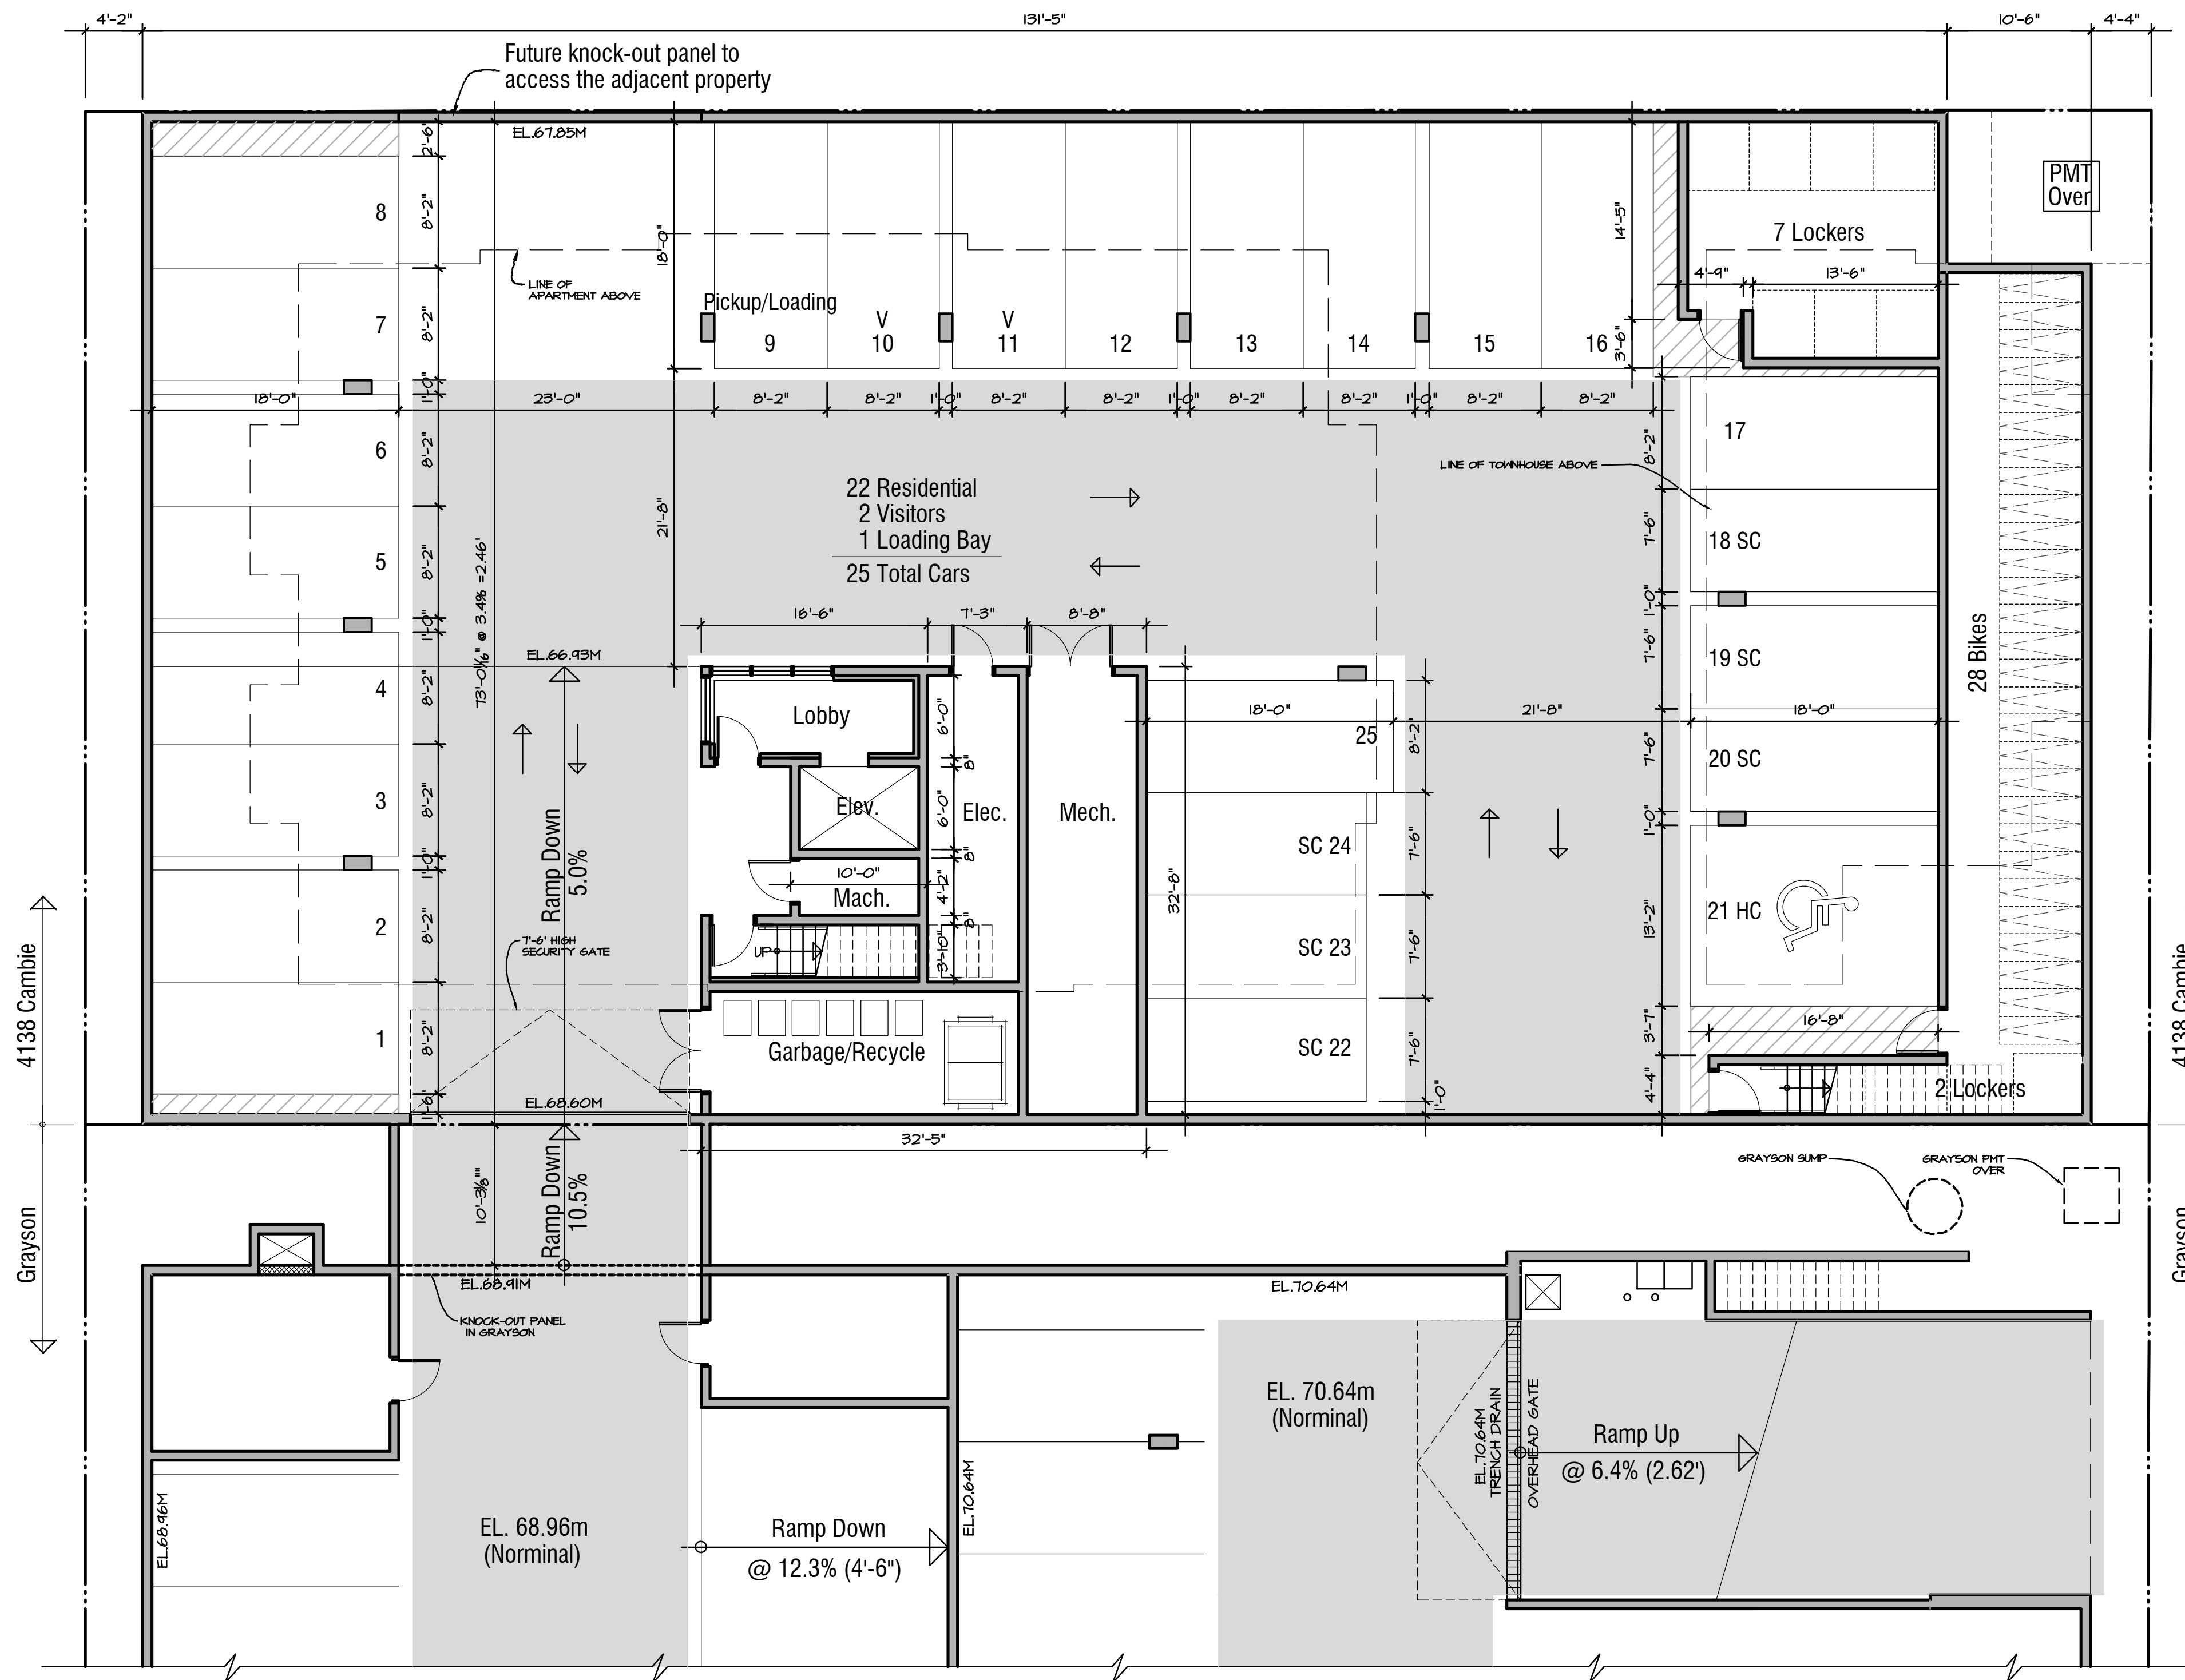 4'-2"
131'-5"
10'-6"
4'-4"
Future knock-out panel to
access the adjacent property
EL.67.85M
2'-6"
PMT
Over
8
8'-2"
7
8'-2"
18'-0"
LINE OF
APARTMENT ABOVE
14'-5"
7 Lockers
4'-9"
13'-6"
Pickup/Loading
9
V
10
V
11
12
13
14
15
16
3'-6"
18'-0"
1'-0"
23'-0"
8'-2"
8'-2"
1'-0"
8'-2"
8'-2"
1'-0"
8'-2"
8'-2"
1'-0"
8'-2"
8'-2"
6
8'-2"
17
8'-2"
LINE OF TOWNHOUSE ABOVE
22 Residential
2 Visitors
1 Loading Bay
25 Total Cars
21'-8"
5
8'-2"
18 SC
7'-6"
1'-0"
1'-0"
16'-6"
7'-3"
8'-8"
28 Bikes
EL.66.93M
4
8'-2"
19 SC
7'-6"
Lobby
6'-0"
18'-0"
21'-8"
18'-0"
25
8'-2"
20 SC
7'-6"
8"
3
8'-2"
Ramp Down
5.0%
Elev.
6'-0"
Elec.
Mech.
1'-0"
1'-0"
SC 24
7'-6"
8"
10'-0"
Mach.
4'-2"
32'-8"
2
8'-2"
21 HC
13'-2"
8"
7'-6" HIGH
SECURITY GATE
UP
3'-10"
SC 23
7'-6"
4138 Cambie
4138 Cambie
1
8'-2"
Garbage/Recycle
SC 22
7'-6"
16'-8"
3'-7"
1'-6"
EL.68.60M
1'-0"
4'-4"
2 Lockers
32'-5"
Ramp Down
10.5%
GRAYSON SUMP
GRAYSON PMT
OVER
Grayson
Grayson
EL.68.91M
EL.70.64M
KNOCK-OUT PANEL
IN GRAYSON
EL. 70.64m
(Norminal)
EL.70.64M
TRENCH DRAIN
OVERHEAD GATE
Ramp Up
@ 6.4% (2.62')
EL.68.96M
EL. 68.96m
(Norminal)
Ramp Down
@ 12.3% (4'-6")
EL.70.64M